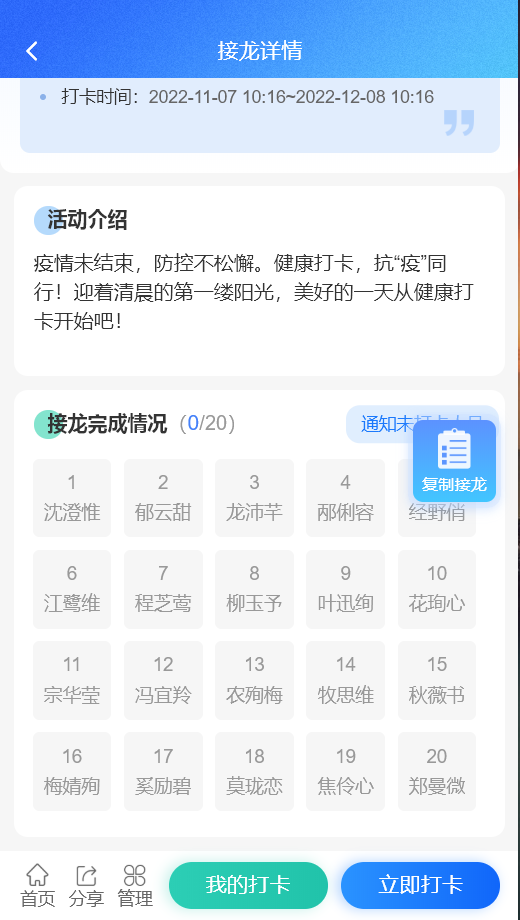 接龙详情
打卡时间：2022-11-07 10:16~2022-12-08 10:16
活动介绍
疫情未结束，防控不松懈。健康打卡，抗“疫”同
行！迎着清晨的第一缕阳光，美好的一天从健康打
卡开始吧！
接龙完成情况（0/20）
通知未打卡人员
复制接龙
1 2 3 4
沈澄惟 郁云甜 龙沛芊 邴俐容 经野俏
6 7 8 9 10
江鹭维 程芝莺 柳玉予 叶迅绚 花珣心
11 12 13 14 15
宗华莹 冯宜羚 农殉梅 牧思维 秋薇书
16 17 18 19 20
梅婧殉 奚励碧 莫珑恋 焦伶心 郑曼微
首页 分享 管理 我的打卡 立即打卡